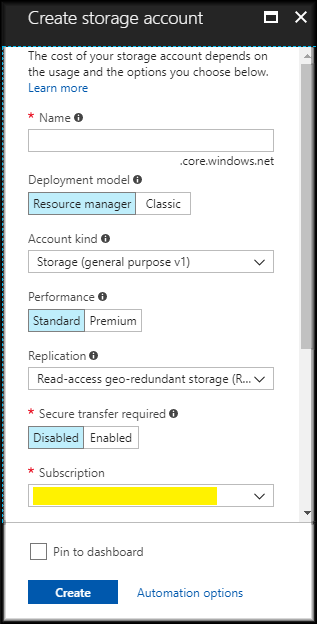 Create storage account
The cost of your storage account depends on
the usage and the options you choose below.
Learn more
* Name
.core.windows.net
Deployment model
Resource manager Classic
Account kind
Storage (general purpose v1)
Performance
Standard Premium
Replication
Read-access geo-redundant storage (R...
* Secure transfer required
Disabled Enabled
* Subscription
Pin to dashboard
Create Automation options